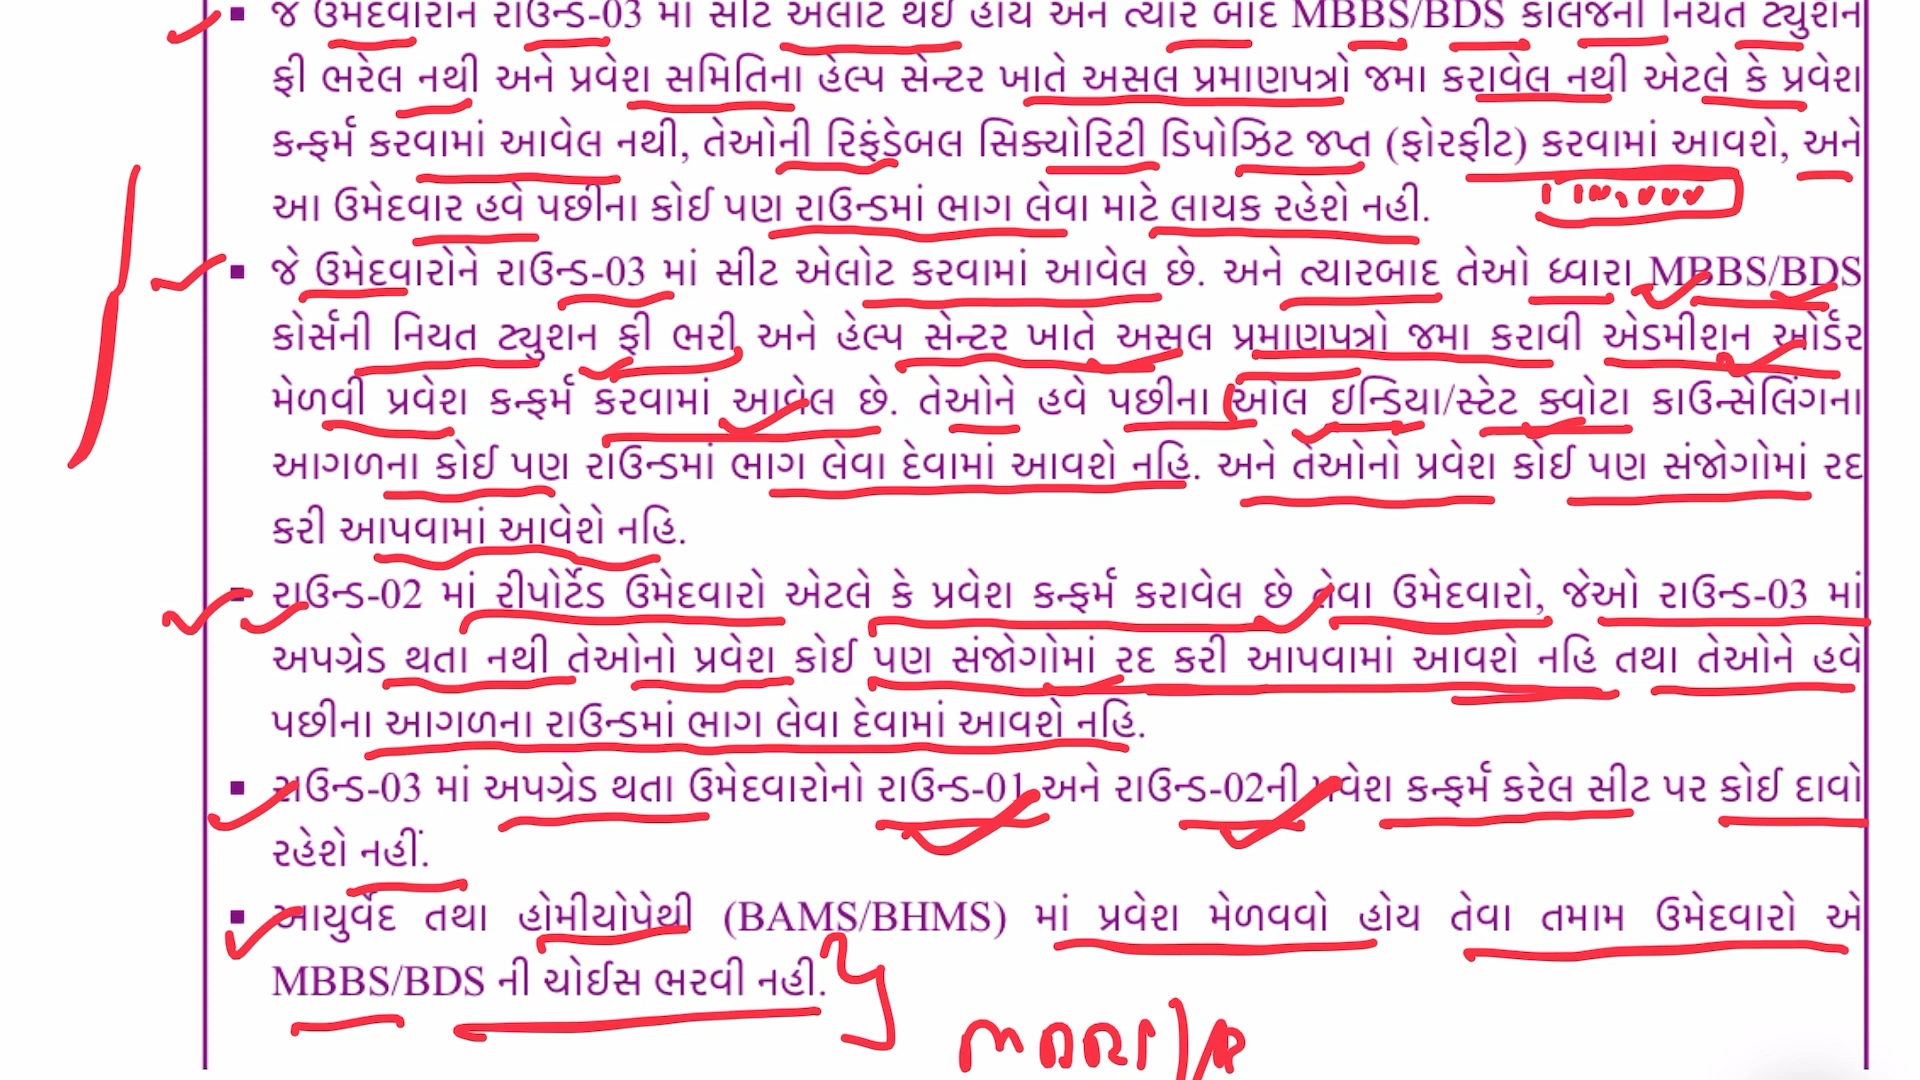 જે ઉમેદવારોને રાઉન્ડ-03 માં સીટ અલોટ થઈ હોય અને ત્યાર બાદ MBBS/BDS કોલેજની નિયત ટ્યુશન
ફી ભરેલ નથી અને પ્રવેશ સમિતિના હેલ્પ સેન્ટર ખાતે અસલ પ્રમાણપત્રો જમા કરાવેલ નથી એટલે કે પ્રવેશ
કન્ફર્મ કરવામાં આવેલ નથી, તેઓની રિફંડેબલ સિક્યોરિટી ડિપોઝિટ જપ્ત (ફોરફીટ) કરવામાં આવશે, અને
આ ઉમેદવાર હવે પછીના કોઈ પણ રાઉન્ડમાં ભાગ લેવા માટે લાયક રહેશે નહી.
જે ઉમેદવારોને રાઉન્ડ-03 માં સીટ એલોટ કરવામાં આવેલ છે. અને ત્યારબાદ તેઓ ધ્વારા MBBS/BDS
કોર્સની નિયત ટ્યુશન ફી ભરી અને હેલ્પ સેન્ટર ખાતે અસલ પ્રમાણપત્રો જમા કરાવી એડમીશન ઓર્ડર
મેળવી પ્રવેશ કન્ફર્મ કરવામાં આવેલ છે. તેઓને હવે પછીના ઓલ ઇન્ડિયા/સ્ટેટ ક્વોટા કાઉન્સેલિંગના
આગળના કોઈ પણ રાઉન્ડમાં ભાગ લેવા દેવામાં આવશે નહિ. અને તેઓનો પ્રવેશ કોઈ પણ સંજોગોમાં રદ
કરી આપવામાં આવેશે નહિ.
રાઉન્ડ-02 માં રીપોર્ટેડ ઉમેદવારો એટલે કે પ્રવેશ કન્ફર્મ કરાવેલ છે તેવા ઉમેદવારો, જેઓ રાઉન્ડ-03 માં
અપગ્રેડ થતા નથી તેઓનો પ્રવેશ કોઈ પણ સંજોગોમાં રદ કરી આપવામાં આવશે નહિ તથા તેઓને હવે
પછીના આગળના રાઉન્ડમાં ભાગ લેવા દેવામાં આવશે નહિ.
રાઉન્ડ-03 માં અપગ્રેડ થતા ઉમેદવારોનો રાઉન્ડ-01 અને રાઉન્ડ-02ની પ્રવેશ કન્ફર્મ કરેલ સીટ પર કોઈ દાવો
રહેશે નહીં.
આયુર્વેદ તથા હોમીયોપેથી (BAMS/BHMS) માં પ્રવેશ મેળવવો હોય તેવા તમામ ઉમેદવારો એ
MBBS/BDS ની ચોઈસ ભરવી નહી.